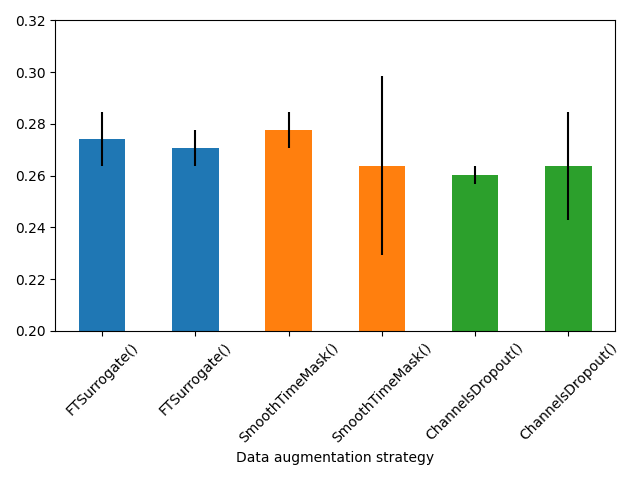 0.32
0.30
0.28
0.26
0.24
0.22
0.20
FTSurrogate()
FTSurrogate()
SmoothTimeMask()
SmoothTimeMask()
ChannelsDropout()
ChannelsDropout()
Data augmentation strategy